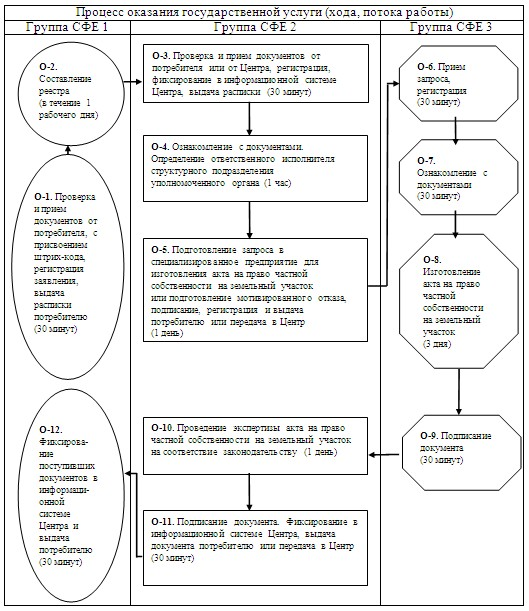 Процесс оказания государственной услуги (хода, потока работы)
Группа СФЕ 1
Группа СФЕ 2
Группа СФЕ 3
О-2.
Составление
реестра
(в течение 1
рабочего дня)
О-1. Проверка
и прием
документов от
потребителя, с
присвоением
штрих-кода,
регистрация
заявления,
выдача
расписки
потребителю
(30 минут)
О-3. Проверка и прием документов от
потребителя или от Центра, регистрация,
фиксирование в информационной системе
Центра, выдача расписки (30 минут)
О-4. Ознакомление с документами.
Определение ответственного исполнителя
структурного подразделения
уполномоченного органа (1 час)
О-5. Подготовление запроса в
специализированное предприятие для
изготовления акта на право частной
собственности на земельный участок
или подготовление мотивированного отказа,
подписание, регистрация и выдача
потребителю или передача в Центр
(1 день)
О-6. Прием
запроса,
регистрация
(30 минут)
О-7.
Ознакомление с
документами
(30 минут)
О-8.
Изготовление
акта на право
частной
собственности
на земельный
участок
(3 дня)
О-9. Подписание
документа
(30 минут)
О-10. Проведение экспертизы акта на право
частной собственности на земельный участок
на соответствие законодательству (1 день)
О-11. Подписание документа. Фиксирование в
информационной системе Центра, выдача
документа потребителю или передача в Центр
(30 минут)
О-12.
Фиксирова-
ние
поступивших
документов в
информаци-
онной
системе
Центра и
выдача
потребителю
(30 минут)